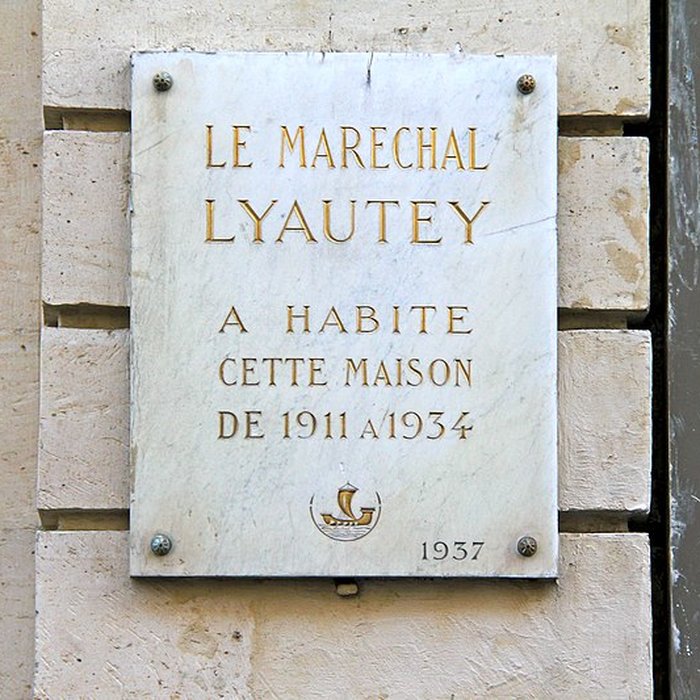 LE MARECHAL
LYAUTEY
A HABITE
CETTE MAISON
DE 1911 A 1934
1937